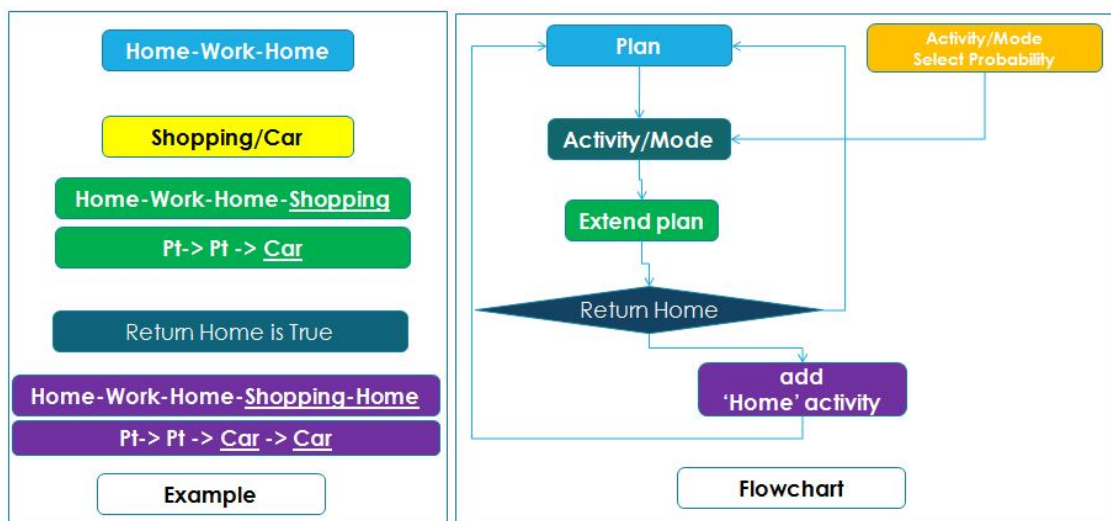 Home-Work-Home
Shopping/Car
Home-Work-Home-Shopping
Pt-> Pt -> Car
Return Home is True
Home-Work-Home-Shopping-Home
Pt-> Pt -> Car -> Car
Example
Plan
Activity/Mode
Select Probability
Activity/Mode
Extend plan
Return Home
add
‘Home’ activity
Flowchart